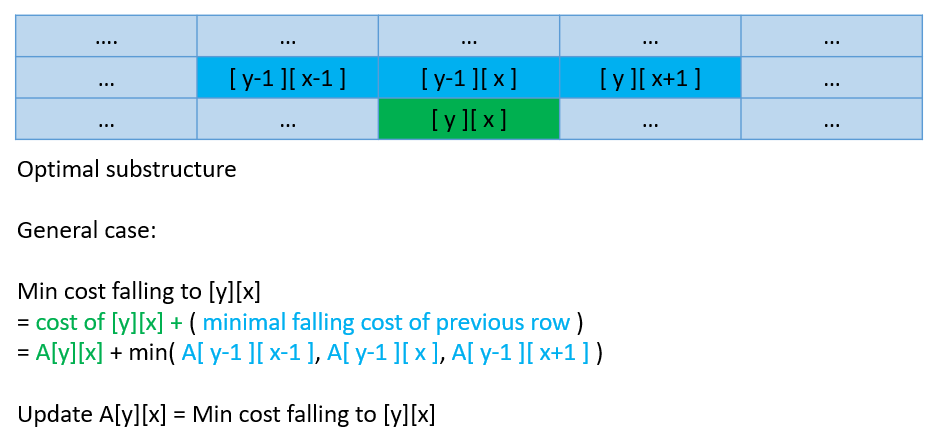 .... ... ... ... ...
... [ y-1 ][ x-1 ] [ y-1 ][ x ] [ y ][ x+1 ] ...
... ... [ y ][ x ] ... ...
Optimal substructure
General case:
Min cost falling to [y][x]
= cost of [y][x] + ( minimal falling cost of previous row )
= A[y][x] + min( A[ y-1 ][ x-1 ], A[ y-1 ][ x ], A[ y-1 ][ x+1 ] )
Update A[y][x] = Min cost falling to [y][x]